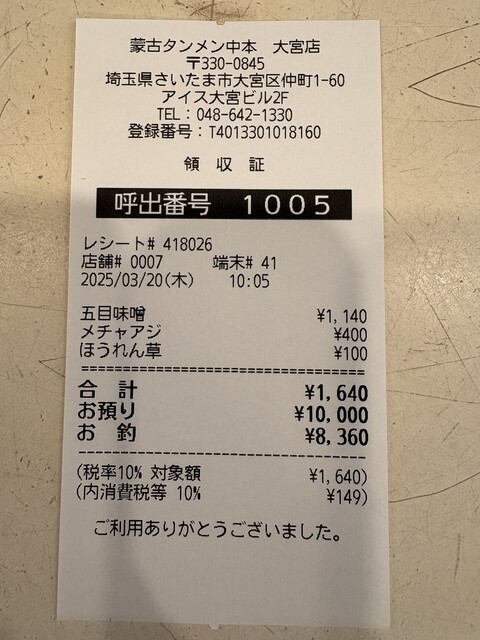 蒙古タンメン中本　大宮店
〒330-0845
埼玉県さいたま市大宮区仲町1-60
アイス大宮ビル2F
TEL：048-642-1330
登録番号：T4013301018160
領　収　証
呼出番号　１００５
レシート# 418026
店舗# 0007　　端末# 41
2025/03/20(木)　　10:05
五目味噌　¥1,140
メチャアジ　¥400
ほうれん草　¥100
合　計　¥1,640
お預り　¥10,000
お　釣　¥8,360
(税率10% 対象額　¥1,640)
(内消費税等 10%　¥149)
ご利用ありがとうございました。